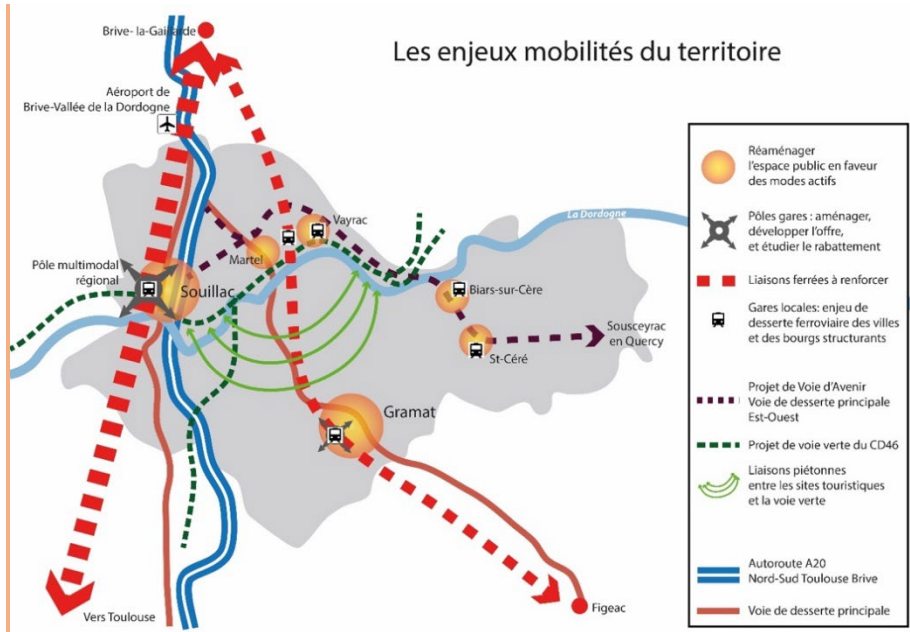 Les enjeux mobilités du territoire
Brive- la-Gaillarde
Aéroport de
Brive-Vallée de la Dordogne
Vayrac
Martel
La Dordogne
Pôle multimodal
régional
Souillac
Biars-sur-Cère
St-Céré
Sousceyrac
en Quercy
Gramat
Vers Toulouse
Figeac
Réaménager
l'espace public en faveur
des modes actifs
Pôles gares : aménager,
développer l'offre,
et étudier le rabattement
Liaisons ferrées à renforcer
Gares locales: enjeu de
desserte ferroviaire des villes
et des bourgs structurants
Projet de Voie d'Avenir
Voie de desserte principale
Est-Ouest
Projet de voie verte du CD46
Liaisons piétonnes
entre les sites touristiques
et la voie verte
Autoroute A20
Nord-Sud Toulouse Brive
Voie de desserte principale